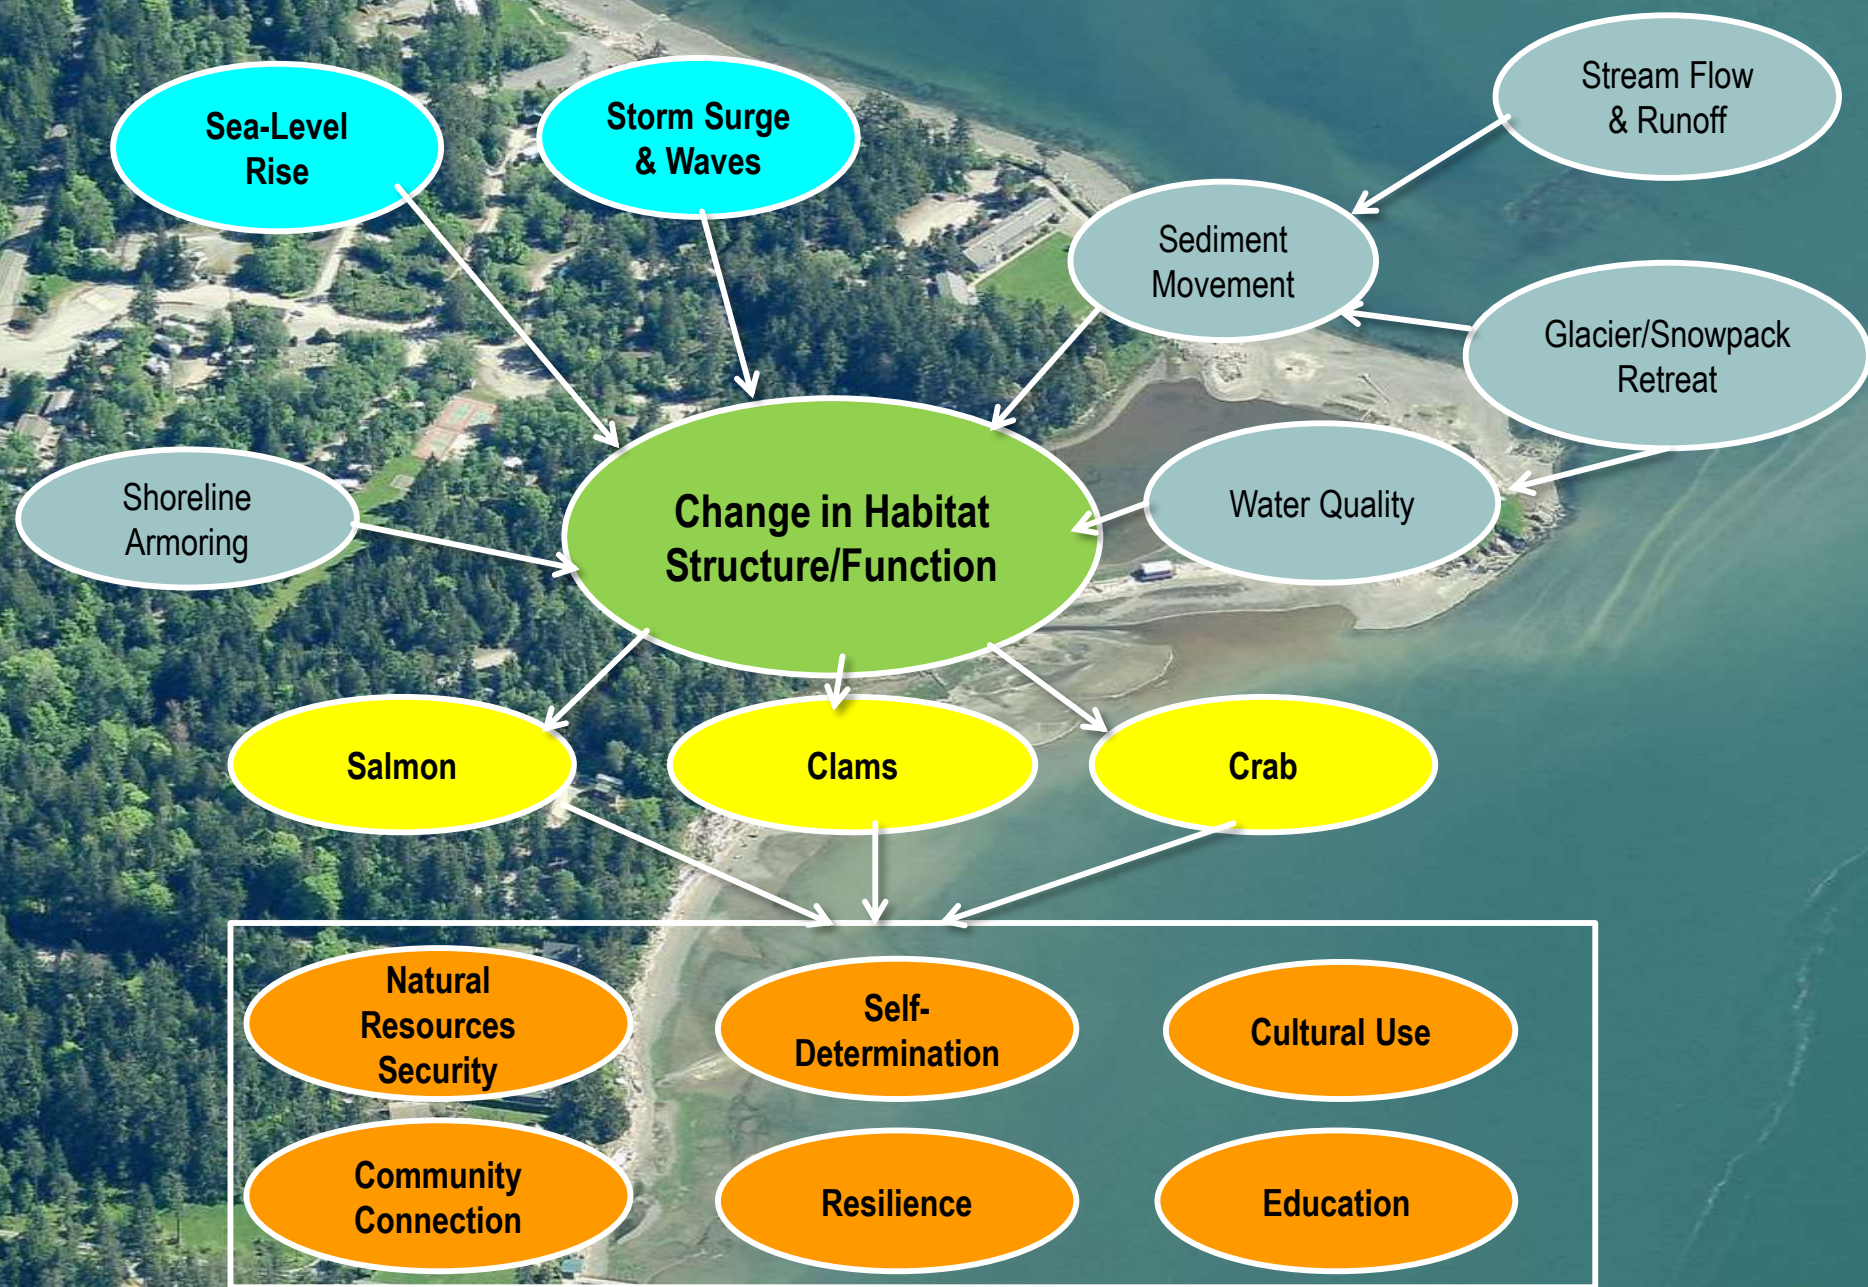 Sea-Level
Rise
Storm Surge
& Waves
Stream Flow
& Runoff
Sediment
Movement
Glacier/Snowpack
Retreat
Shoreline
Armoring
Change in Habitat
Structure/Function
Water Quality
Salmon
Clams
Crab
Natural
Resources
Security
Self-
Determination
Cultural Use
Community
Connection
Resilience
Education